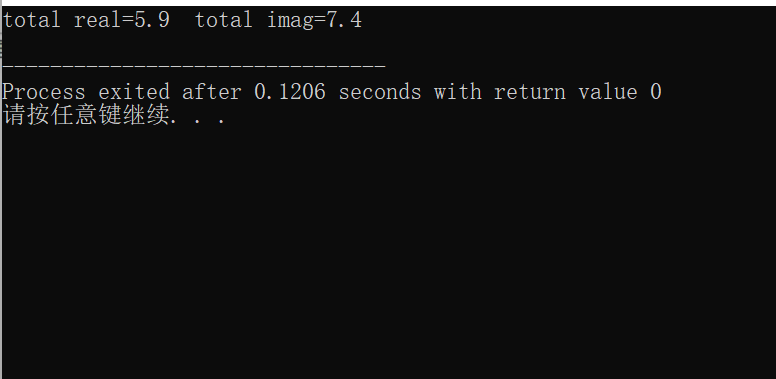 total real=5.9  total imag=7.4
--------------------------------
Process exited after 0.1206 seconds with return value 0
请按任意键继续. . .